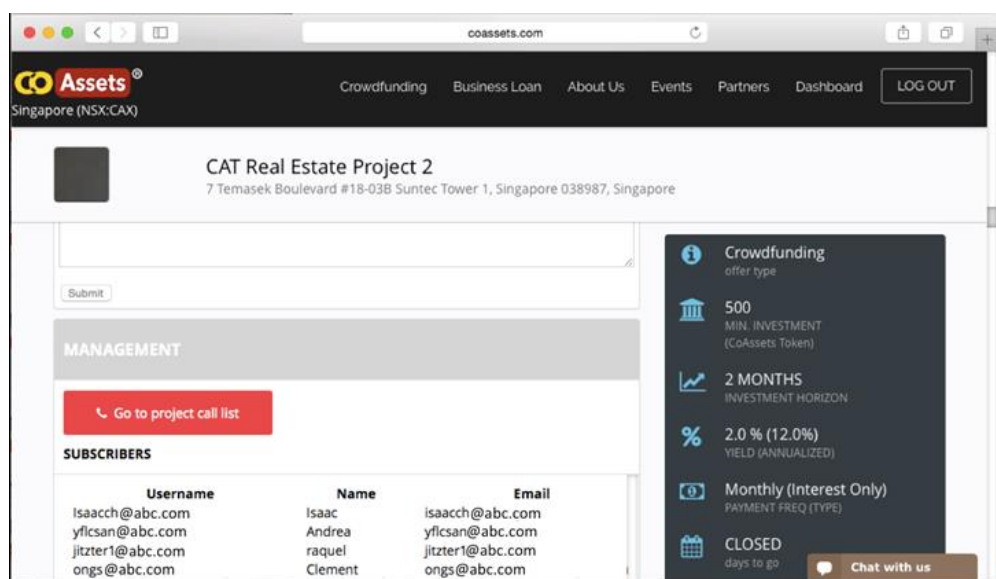 coassets.com
CO Assets®
Singapore (NSX:CAX)
Crowdfunding Business Loan About Us Events Partners Dashboard LOG OUT
CAT Real Estate Project 2
7 Temasek Boulevard #18-03B Suntec Tower 1, Singapore 038987, Singapore
Submit
MANAGEMENT
Go to project call list
SUBSCRIBERS
Username Name Email
Isaacch@abc.com Isaac isaacch@abc.com
yflcsan@abc.com Andrea yflcsan@abc.com
jitzter1@abc.com raquel jitzter1@abc.com
ongs@abc.com Clement ongs@abc.com
Crowdfunding
offer type
500
MIN. INVESTMENT
(CoAssets Token)
2 MONTHS
INVESTMENT HORIZON
2.0 % (12.0%)
YIELD (ANNUALIZED)
Monthly (Interest Only)
PAYMENT FREQ (TYPE)
CLOSED
days to go
Chat with us